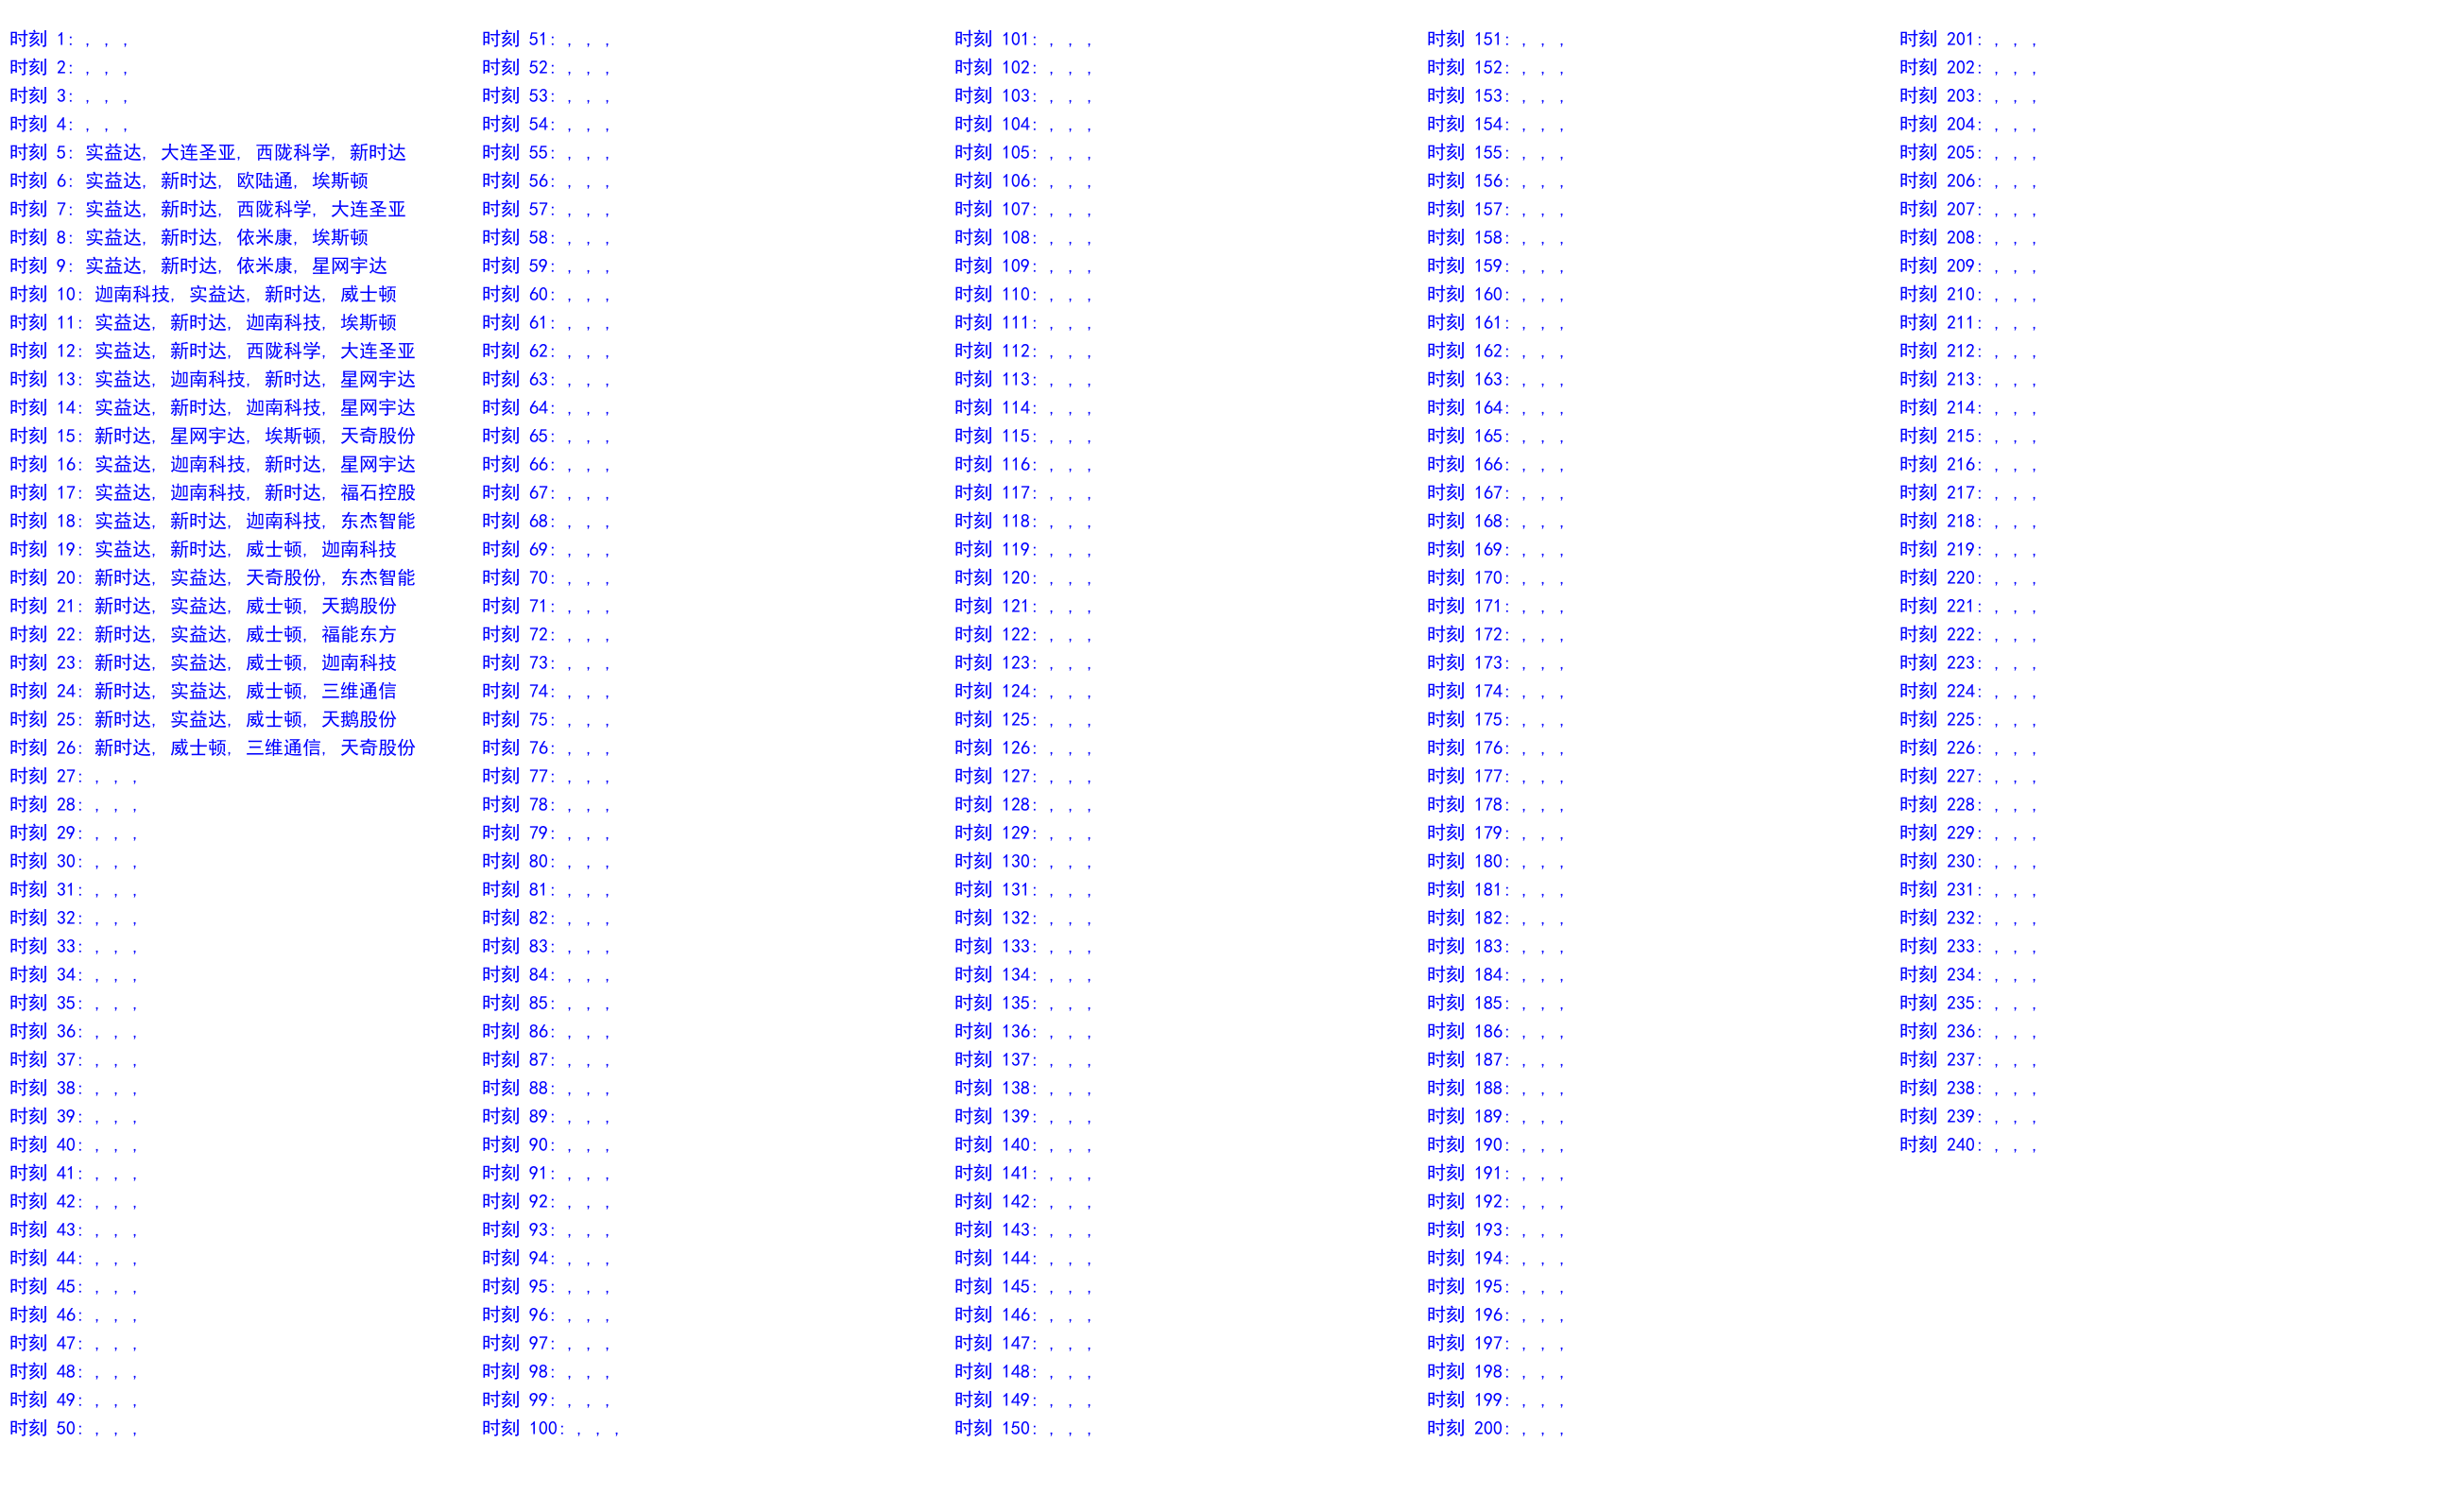 时刻 1: , , ,
时刻 2: , , ,
时刻 3: , , ,
时刻 4: , , ,
时刻 5: 实益达, 大连圣亚, 西陇科学, 新时达
时刻 6: 实益达, 新时达, 欧陆通, 埃斯顿
时刻 7: 实益达, 新时达, 西陇科学, 大连圣亚
时刻 8: 实益达, 新时达, 依米康, 埃斯顿
时刻 9: 实益达, 新时达, 依米康, 星网宇达
时刻 10: 迦南科技, 实益达, 新时达, 威士顿
时刻 11: 实益达, 新时达, 迦南科技, 埃斯顿
时刻 12: 实益达, 新时达, 西陇科学, 大连圣亚
时刻 13: 实益达, 迦南科技, 新时达, 星网宇达
时刻 14: 实益达, 新时达, 迦南科技, 星网宇达
时刻 15: 新时达, 星网宇达, 埃斯顿, 天奇股份
时刻 16: 实益达, 迦南科技, 新时达, 星网宇达
时刻 17: 实益达, 迦南科技, 新时达, 福石控股
时刻 18: 实益达, 新时达, 迦南科技, 东杰智能
时刻 19: 实益达, 新时达, 威士顿, 迦南科技
时刻 20: 新时达, 实益达, 天奇股份, 东杰智能
时刻 21: 新时达, 实益达, 威士顿, 天鹅股份
时刻 22: 新时达, 实益达, 威士顿, 福能东方
时刻 23: 新时达, 实益达, 威士顿, 迦南科技
时刻 24: 新时达, 实益达, 威士顿, 三维通信
时刻 25: 新时达, 实益达, 威士顿, 天鹅股份
时刻 26: 新时达, 威士顿, 三维通信, 天奇股份
时刻 27: , , ,
时刻 28: , , ,
时刻 29: , , ,
时刻 30: , , ,
时刻 31: , , ,
时刻 32: , , ,
时刻 33: , , ,
时刻 34: , , ,
时刻 35: , , ,
时刻 36: , , ,
时刻 37: , , ,
时刻 38: , , ,
时刻 39: , , ,
时刻 40: , , ,
时刻 41: , , ,
时刻 42: , , ,
时刻 43: , , ,
时刻 44: , , ,
时刻 45: , , ,
时刻 46: , , ,
时刻 47: , , ,
时刻 48: , , ,
时刻 49: , , ,
时刻 50: , , ,
时刻 51: , , ,
时刻 52: , , ,
时刻 53: , , ,
时刻 54: , , ,
时刻 55: , , ,
时刻 56: , , ,
时刻 57: , , ,
时刻 58: , , ,
时刻 59: , , ,
时刻 60: , , ,
时刻 61: , , ,
时刻 62: , , ,
时刻 63: , , ,
时刻 64: , , ,
时刻 65: , , ,
时刻 66: , , ,
时刻 67: , , ,
时刻 68: , , ,
时刻 69: , , ,
时刻 70: , , ,
时刻 71: , , ,
时刻 72: , , ,
时刻 73: , , ,
时刻 74: , , ,
时刻 75: , , ,
时刻 76: , , ,
时刻 77: , , ,
时刻 78: , , ,
时刻 79: , , ,
时刻 80: , , ,
时刻 81: , , ,
时刻 82: , , ,
时刻 83: , , ,
时刻 84: , , ,
时刻 85: , , ,
时刻 86: , , ,
时刻 87: , , ,
时刻 88: , , ,
时刻 89: , , ,
时刻 90: , , ,
时刻 91: , , ,
时刻 92: , , ,
时刻 93: , , ,
时刻 94: , , ,
时刻 95: , , ,
时刻 96: , , ,
时刻 97: , , ,
时刻 98: , , ,
时刻 99: , , ,
时刻 100: , , ,
时刻 101: , , ,
时刻 102: , , ,
时刻 103: , , ,
时刻 104: , , ,
时刻 105: , , ,
时刻 106: , , ,
时刻 107: , , ,
时刻 108: , , ,
时刻 109: , , ,
时刻 110: , , ,
时刻 111: , , ,
时刻 112: , , ,
时刻 113: , , ,
时刻 114: , , ,
时刻 115: , , ,
时刻 116: , , ,
时刻 117: , , ,
时刻 118: , , ,
时刻 119: , , ,
时刻 120: , , ,
时刻 121: , , ,
时刻 122: , , ,
时刻 123: , , ,
时刻 124: , , ,
时刻 125: , , ,
时刻 126: , , ,
时刻 127: , , ,
时刻 128: , , ,
时刻 129: , , ,
时刻 130: , , ,
时刻 131: , , ,
时刻 132: , , ,
时刻 133: , , ,
时刻 134: , , ,
时刻 135: , , ,
时刻 136: , , ,
时刻 137: , , ,
时刻 138: , , ,
时刻 139: , , ,
时刻 140: , , ,
时刻 141: , , ,
时刻 142: , , ,
时刻 143: , , ,
时刻 144: , , ,
时刻 145: , , ,
时刻 146: , , ,
时刻 147: , , ,
时刻 148: , , ,
时刻 149: , , ,
时刻 150: , , ,
时刻 151: , , ,
时刻 152: , , ,
时刻 153: , , ,
时刻 154: , , ,
时刻 155: , , ,
时刻 156: , , ,
时刻 157: , , ,
时刻 158: , , ,
时刻 159: , , ,
时刻 160: , , ,
时刻 161: , , ,
时刻 162: , , ,
时刻 163: , , ,
时刻 164: , , ,
时刻 165: , , ,
时刻 166: , , ,
时刻 167: , , ,
时刻 168: , , ,
时刻 169: , , ,
时刻 170: , , ,
时刻 171: , , ,
时刻 172: , , ,
时刻 173: , , ,
时刻 174: , , ,
时刻 175: , , ,
时刻 176: , , ,
时刻 177: , , ,
时刻 178: , , ,
时刻 179: , , ,
时刻 180: , , ,
时刻 181: , , ,
时刻 182: , , ,
时刻 183: , , ,
时刻 184: , , ,
时刻 185: , , ,
时刻 186: , , ,
时刻 187: , , ,
时刻 188: , , ,
时刻 189: , , ,
时刻 190: , , ,
时刻 191: , , ,
时刻 192: , , ,
时刻 193: , , ,
时刻 194: , , ,
时刻 195: , , ,
时刻 196: , , ,
时刻 197: , , ,
时刻 198: , , ,
时刻 199: , , ,
时刻 200: , , ,
时刻 201: , , ,
时刻 202: , , ,
时刻 203: , , ,
时刻 204: , , ,
时刻 205: , , ,
时刻 206: , , ,
时刻 207: , , ,
时刻 208: , , ,
时刻 209: , , ,
时刻 210: , , ,
时刻 211: , , ,
时刻 212: , , ,
时刻 213: , , ,
时刻 214: , , ,
时刻 215: , , ,
时刻 216: , , ,
时刻 217: , , ,
时刻 218: , , ,
时刻 219: , , ,
时刻 220: , , ,
时刻 221: , , ,
时刻 222: , , ,
时刻 223: , , ,
时刻 224: , , ,
时刻 225: , , ,
时刻 226: , , ,
时刻 227: , , ,
时刻 228: , , ,
时刻 229: , , ,
时刻 230: , , ,
时刻 231: , , ,
时刻 232: , , ,
时刻 233: , , ,
时刻 234: , , ,
时刻 235: , , ,
时刻 236: , , ,
时刻 237: , , ,
时刻 238: , , ,
时刻 239: , , ,
时刻 240: , , ,